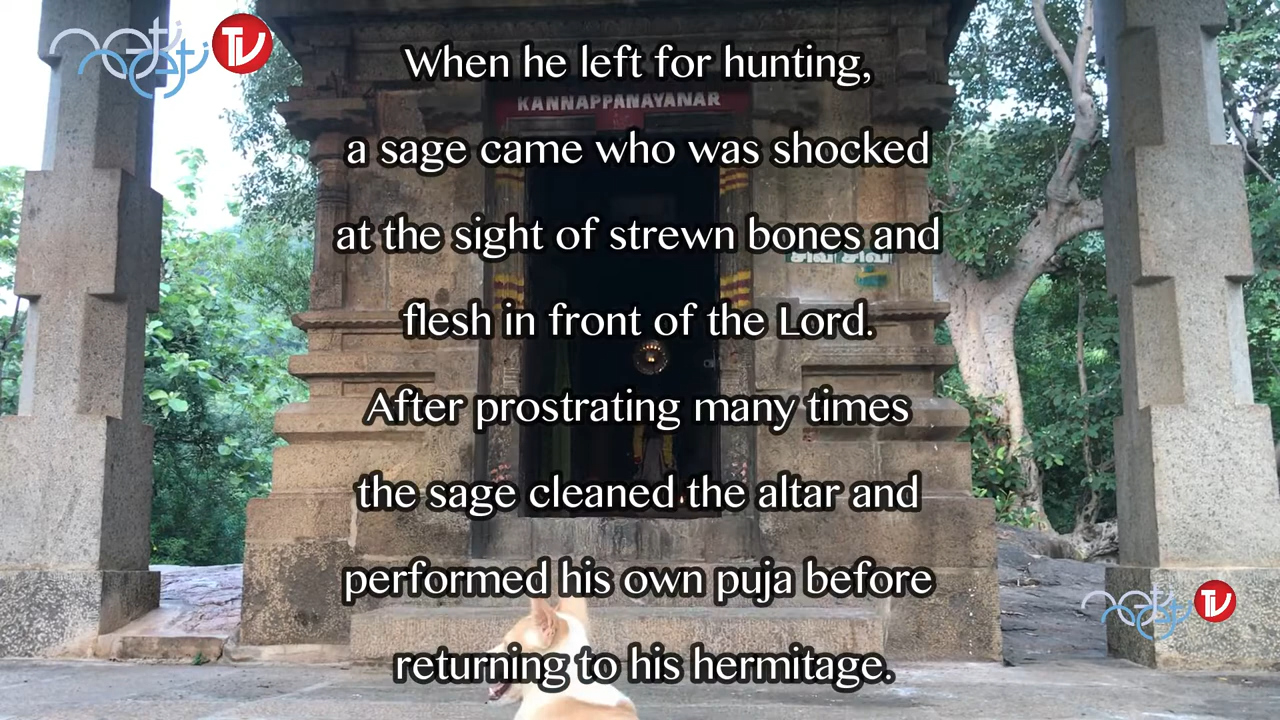 When he left for hunting,
KANNAPPANAYANAR
a sage came who was shocked
at the sight of strewn bones and
சிவ சிவ
flesh in front of the Lord.
After prostrating many times
the sage cleaned the altar and
performed his own puja before
returning to his hermitage.
TV
TV